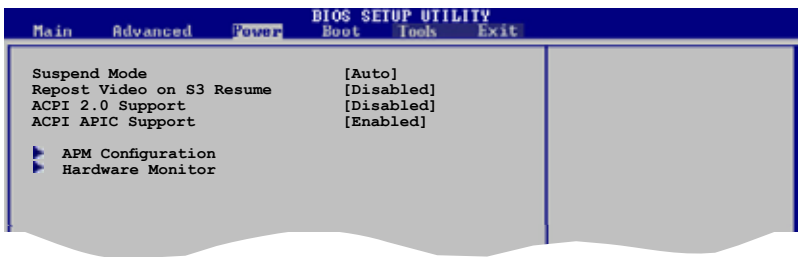 BIOS SETUP UTILITY
Main Advanced Power Boot Tools Exit
Suspend Mode [Auto]
Repost Video on S3 Resume [Disabled]
ACPI 2.0 Support [Disabled]
ACPI APIC Support [Enabled]
APM Configuration
Hardware Monitor